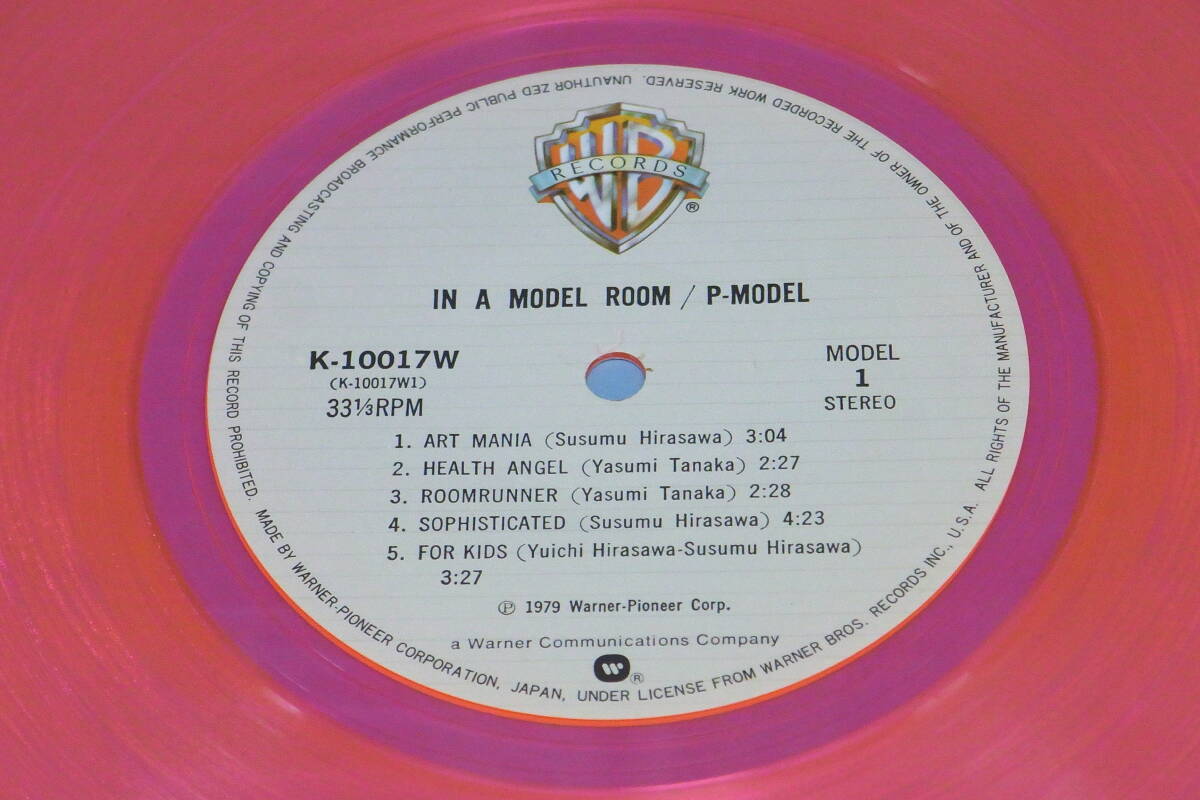 WB
RECORDS
®
IN A MODEL ROOM / P-MODEL
K-10017W
(K-10017W1)
33⅓RPM
MODEL
1
STEREO
1. ART MANIA (Susumu Hirasawa) 3:04
2. HEALTH ANGEL (Yasumi Tanaka) 2:27
3. ROOMRUNNER (Yasumi Tanaka) 2:28
4. SOPHISTICATED (Susumu Hirasawa) 4:23
5. FOR KIDS (Yuichi Hirasawa-Susumu Hirasawa)
3:27
℗ 1979 Warner-Pioneer Corp.
a Warner Communications Company
®
MADE BY WARNER-PIONEER CORPORATION, JAPAN, UNDER LICENSE FROM WARNER BROS. RECORDS INC., U.S.A. ALL RIGHTS OF THE MANUFACTURER AND OF THE OWNER OF THE RECORDED WORK RESERVED. UNAUTHOR ZED PUBLIC PERFORMANCE BROADCASTING AND COPYING OF THIS RECORD PROHIBITED.